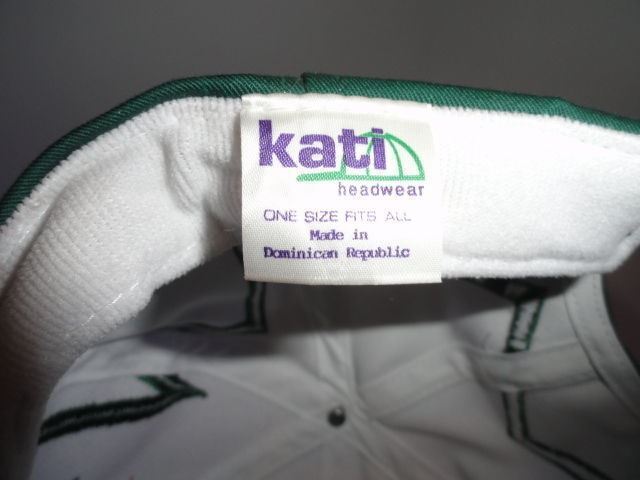 kati
headwear
ONE SIZE FITS ALL
Made in
Dominican Republic